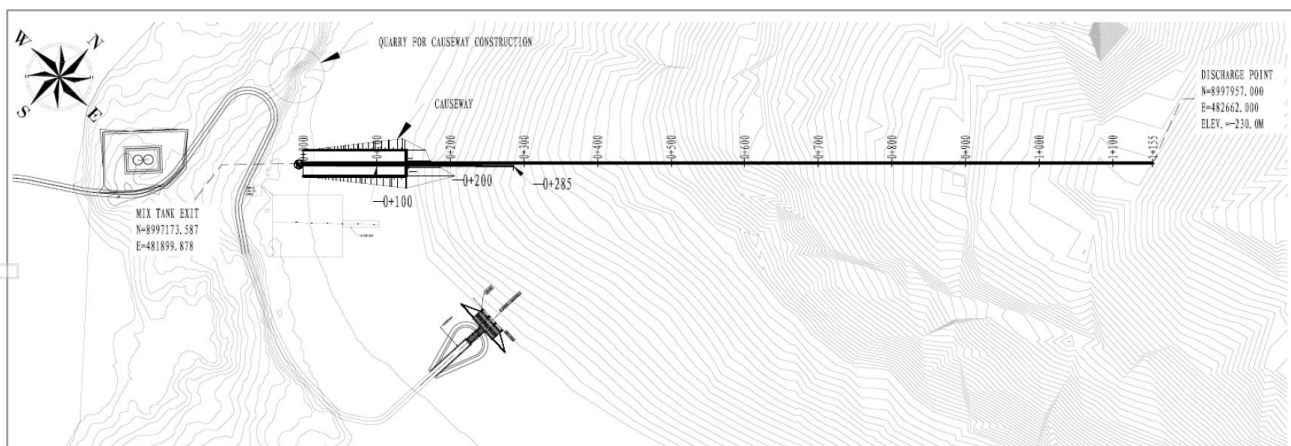 W
N
S
E
QUARRY FOR CAUSEWAY CONSTRUCTION
CAUSEWAY
DISCHARGE POINT
N=8997957.000
E=482662.000
ELEV.=-230.0M
0+200
0+300
0+400
0+500
0+600
0+700
0+800
0+900
1+000
1+100
1+155
0+200
0+285
0+100
MIX TANK EXIT
N=8997173.587
E=481899.878